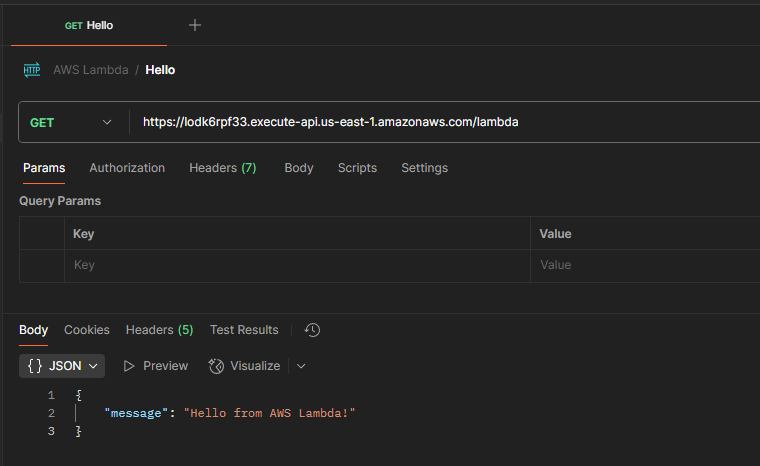 GET Hello
HTTP AWS Lambda / Hello
GET https://lodk6rpf33.execute-api.us-east-1.amazonaws.com/lambda
Params Authorization Headers (7) Body Scripts Settings
Query Params
Key Value
Key Value
Body Cookies Headers (5) Test Results
{} JSON Preview Visualize
1 {
2 "message": "Hello from AWS Lambda!"
3 }